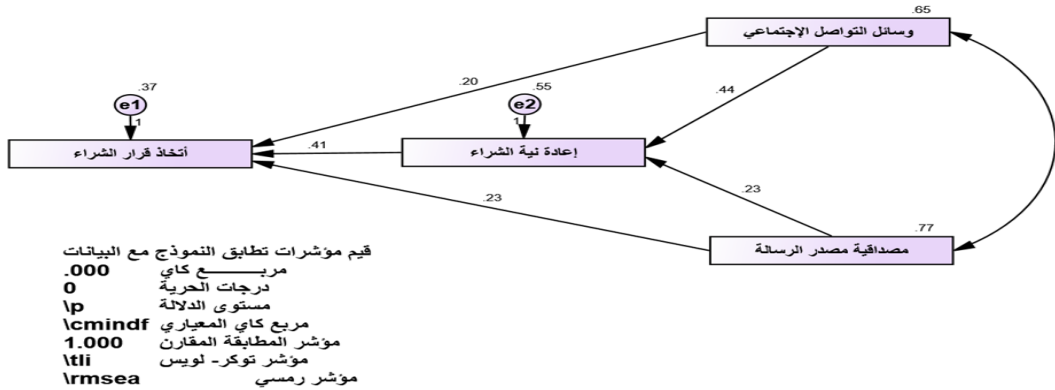 .65
وسائل التواصل الإجتماعي
.37
.20
.55
.44
e1
e2
1
1
أتخاذ قرار الشراء
.41
إعادة نية الشراء
.23
.23
.77
مصداقية مصدر الرسالة
قيم مؤشرات تطابق النموذج مع البيانات
مربـــــــع كاي .000
درجات الحرية 0
مستوى الدلالة \p
مربع كاي المعياري \cmindf
مؤشر المطابقة المقارن 1.000
مؤشر توكر- لويس \tli
مؤشر رمسي \rmsea